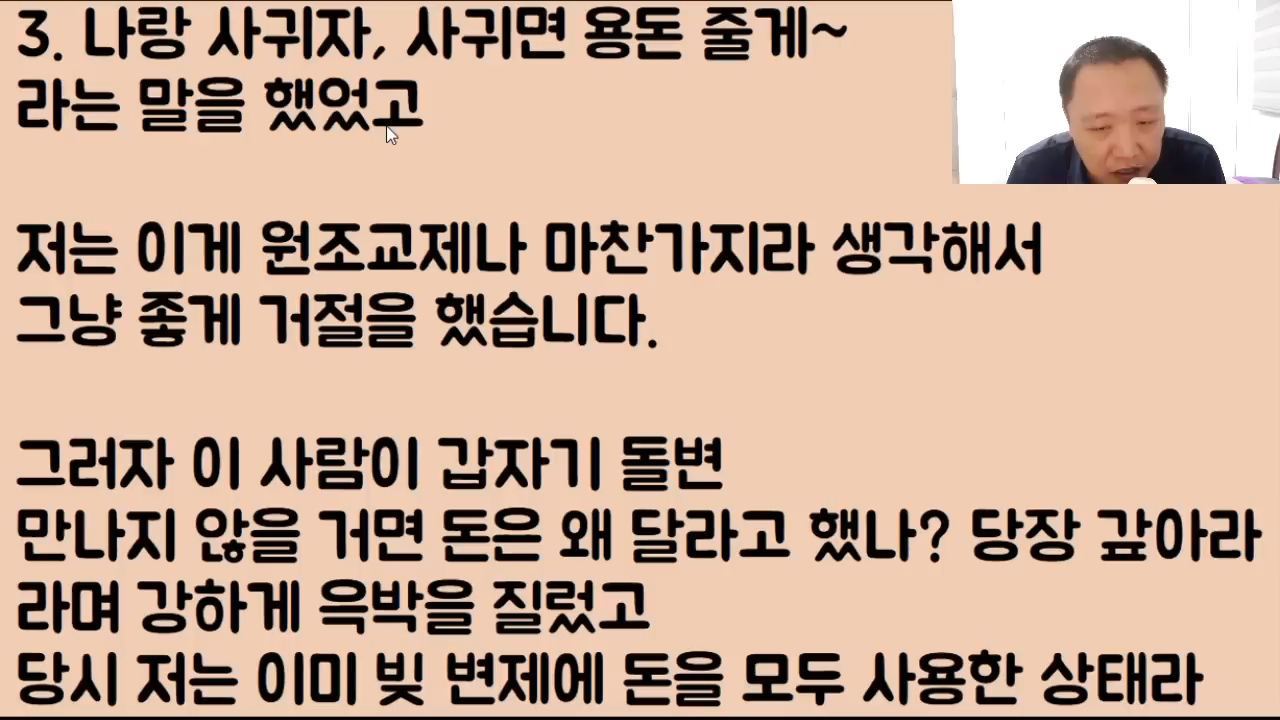 3. 나랑 사귀자, 사귀면 용돈 줄게~
라는 말을 했었고
저는 이게 원조교제나 마찬가지라 생각해서
그냥 좋게 거절을 했습니다.
그러자 이 사람이 갑자기 돌변
만나지 않을 거면 돈은 왜 달라고 했나? 당장 갚아라
라며 강하게 윽박을 질렀고
당시 저는 이미 빚 변제에 돈을 모두 사용한 상태라